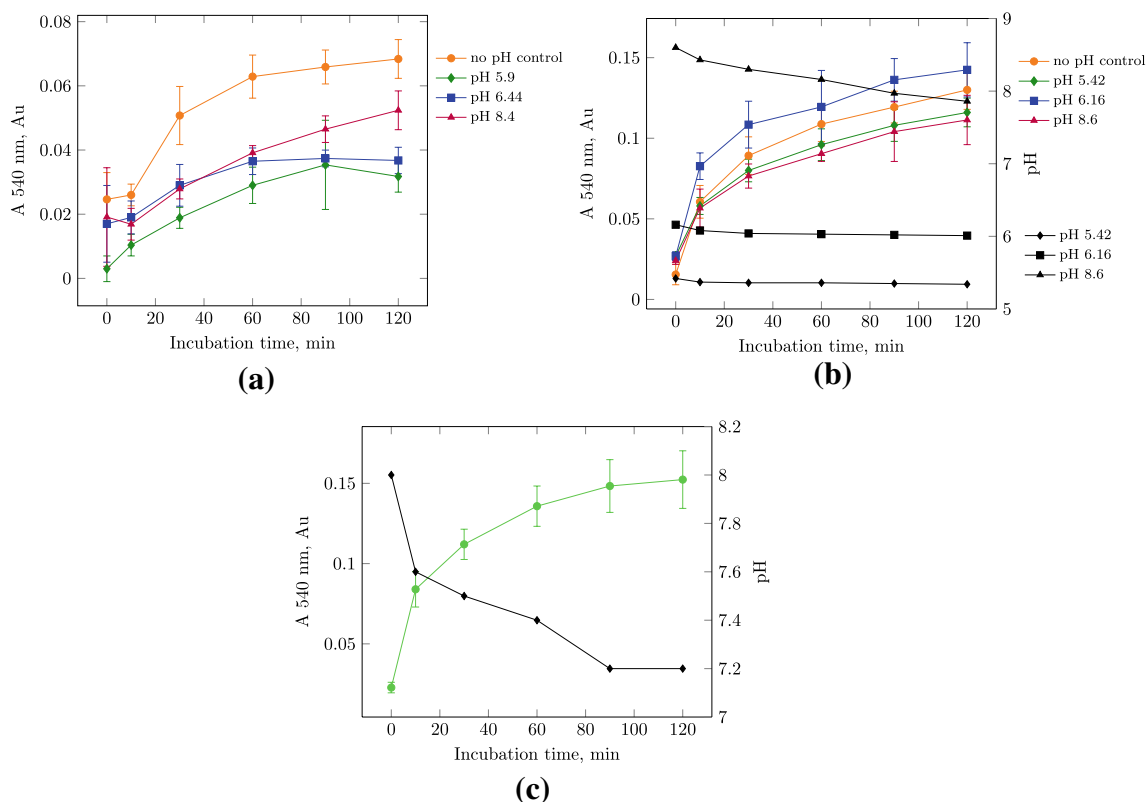 A 540 nm, Au
0.08
0.06
0.04
0.02
0
0 20 40 60 80 100 120
Incubation time, min
no pH control
pH 5.9
pH 6.44
pH 8.4
(a)
A 540 nm, Au
0.15
0.1
0.05
0
0 20 40 60 80 100 120
Incubation time, min
9
8
7
6
5
pH
no pH control
pH 5.42
pH 6.16
pH 8.6
pH 5.42
pH 6.16
pH 8.6
(b)
A 540 nm, Au
0.15
0.1
0.05
0 20 40 60 80 100 120
Incubation time, min
8.2
8
7.8
7.6
7.4
7.2
7
pH
(c)